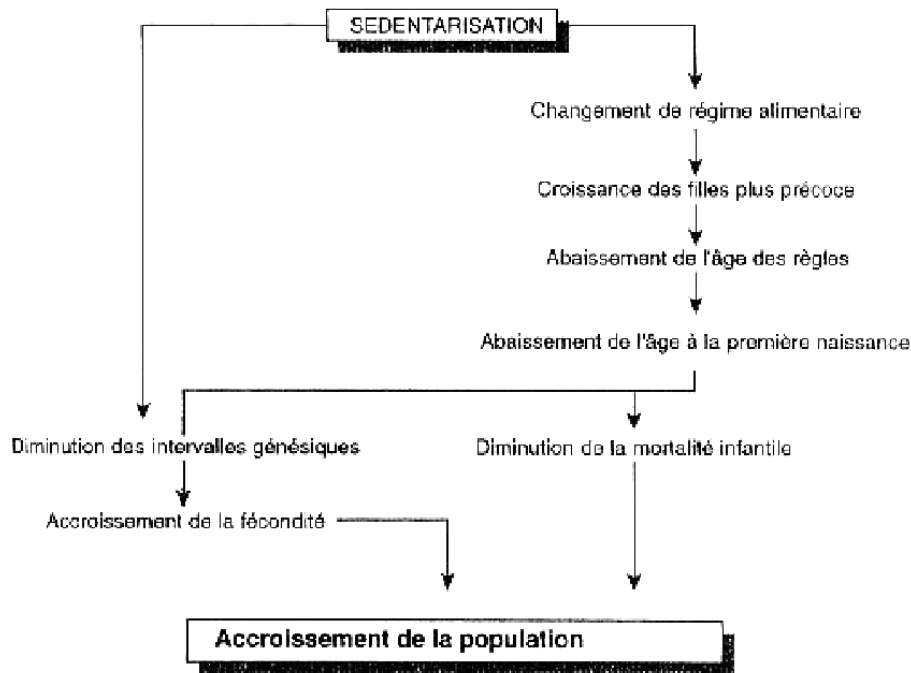 SEDENTARISATION
Changement de régime alimentaire
Croissance des filles plus précoce
Abaissement de l'âge des règles
Abaissement de l'âge à la première naissance
Diminution des intervalles génésiques
Diminution de la mortalité infantile
Accroissement de la fécondité
Accroissement de la population